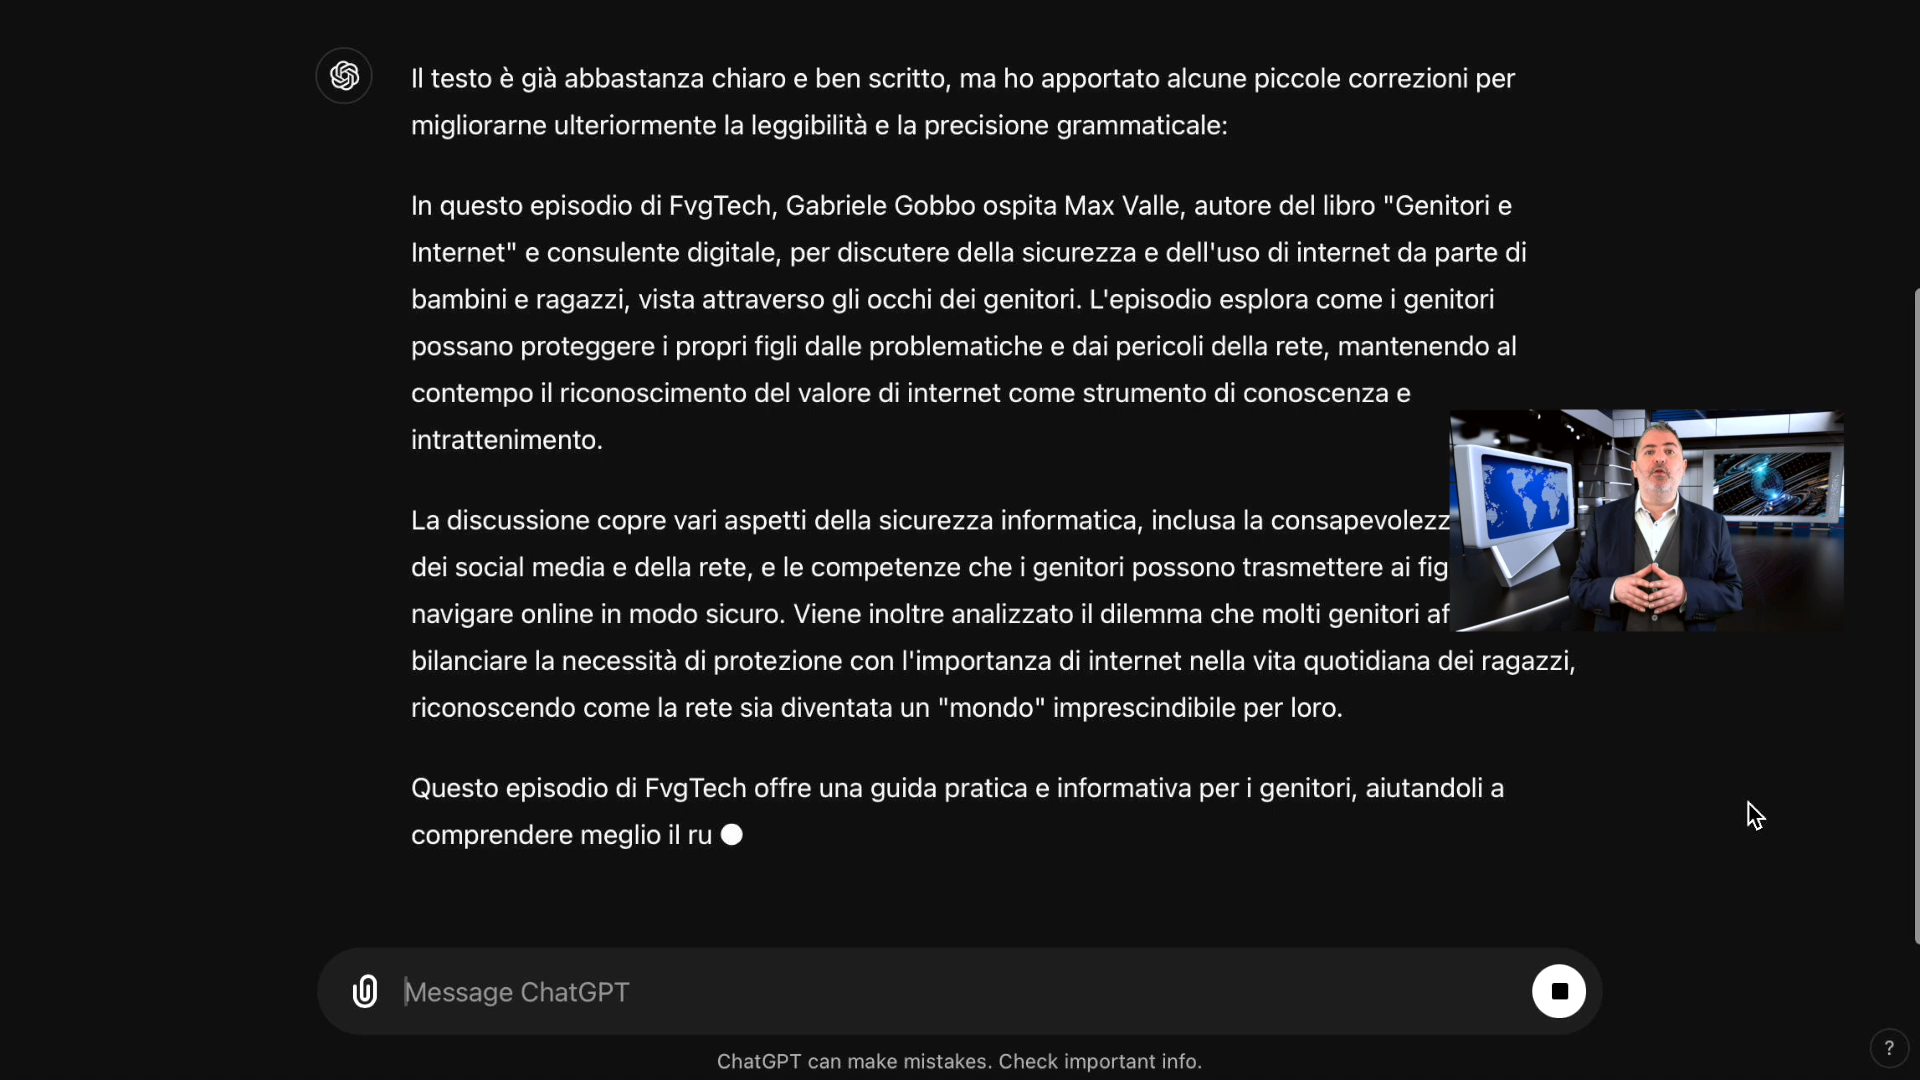 Il testo è già abbastanza chiaro e ben scritto, ma ho apportato alcune piccole correzioni per
migliorarne ulteriormente la leggibilità e la precisione grammaticale:
In questo episodio di FvgTech, Gabriele Gobbo ospita Max Valle, autore del libro "Genitori e
Internet" e consulente digitale, per discutere della sicurezza e dell'uso di internet da parte di
bambini e ragazzi, vista attraverso gli occhi dei genitori. L'episodio esplora come i genitori
possano proteggere i propri figli dalle problematiche e dai pericoli della rete, mantenendo al
contempo il riconoscimento del valore di internet come strumento di conoscenza e
intrattenimento.
La discussione copre vari aspetti della sicurezza informatica, inclusa la consapevolezz
dei social media e della rete, e le competenze che i genitori possono trasmettere ai fig
navigare online in modo sicuro. Viene inoltre analizzato il dilemma che molti genitori af
bilanciare la necessità di protezione con l'importanza di internet nella vita quotidiana dei ragazzi,
riconoscendo come la rete sia diventata un "mondo" imprescindibile per loro.
Questo episodio di FvgTech offre una guida pratica e informativa per i genitori, aiutandoli a
comprendere meglio il ru
Message ChatGPT
ChatGPT can make mistakes. Check important info.
?